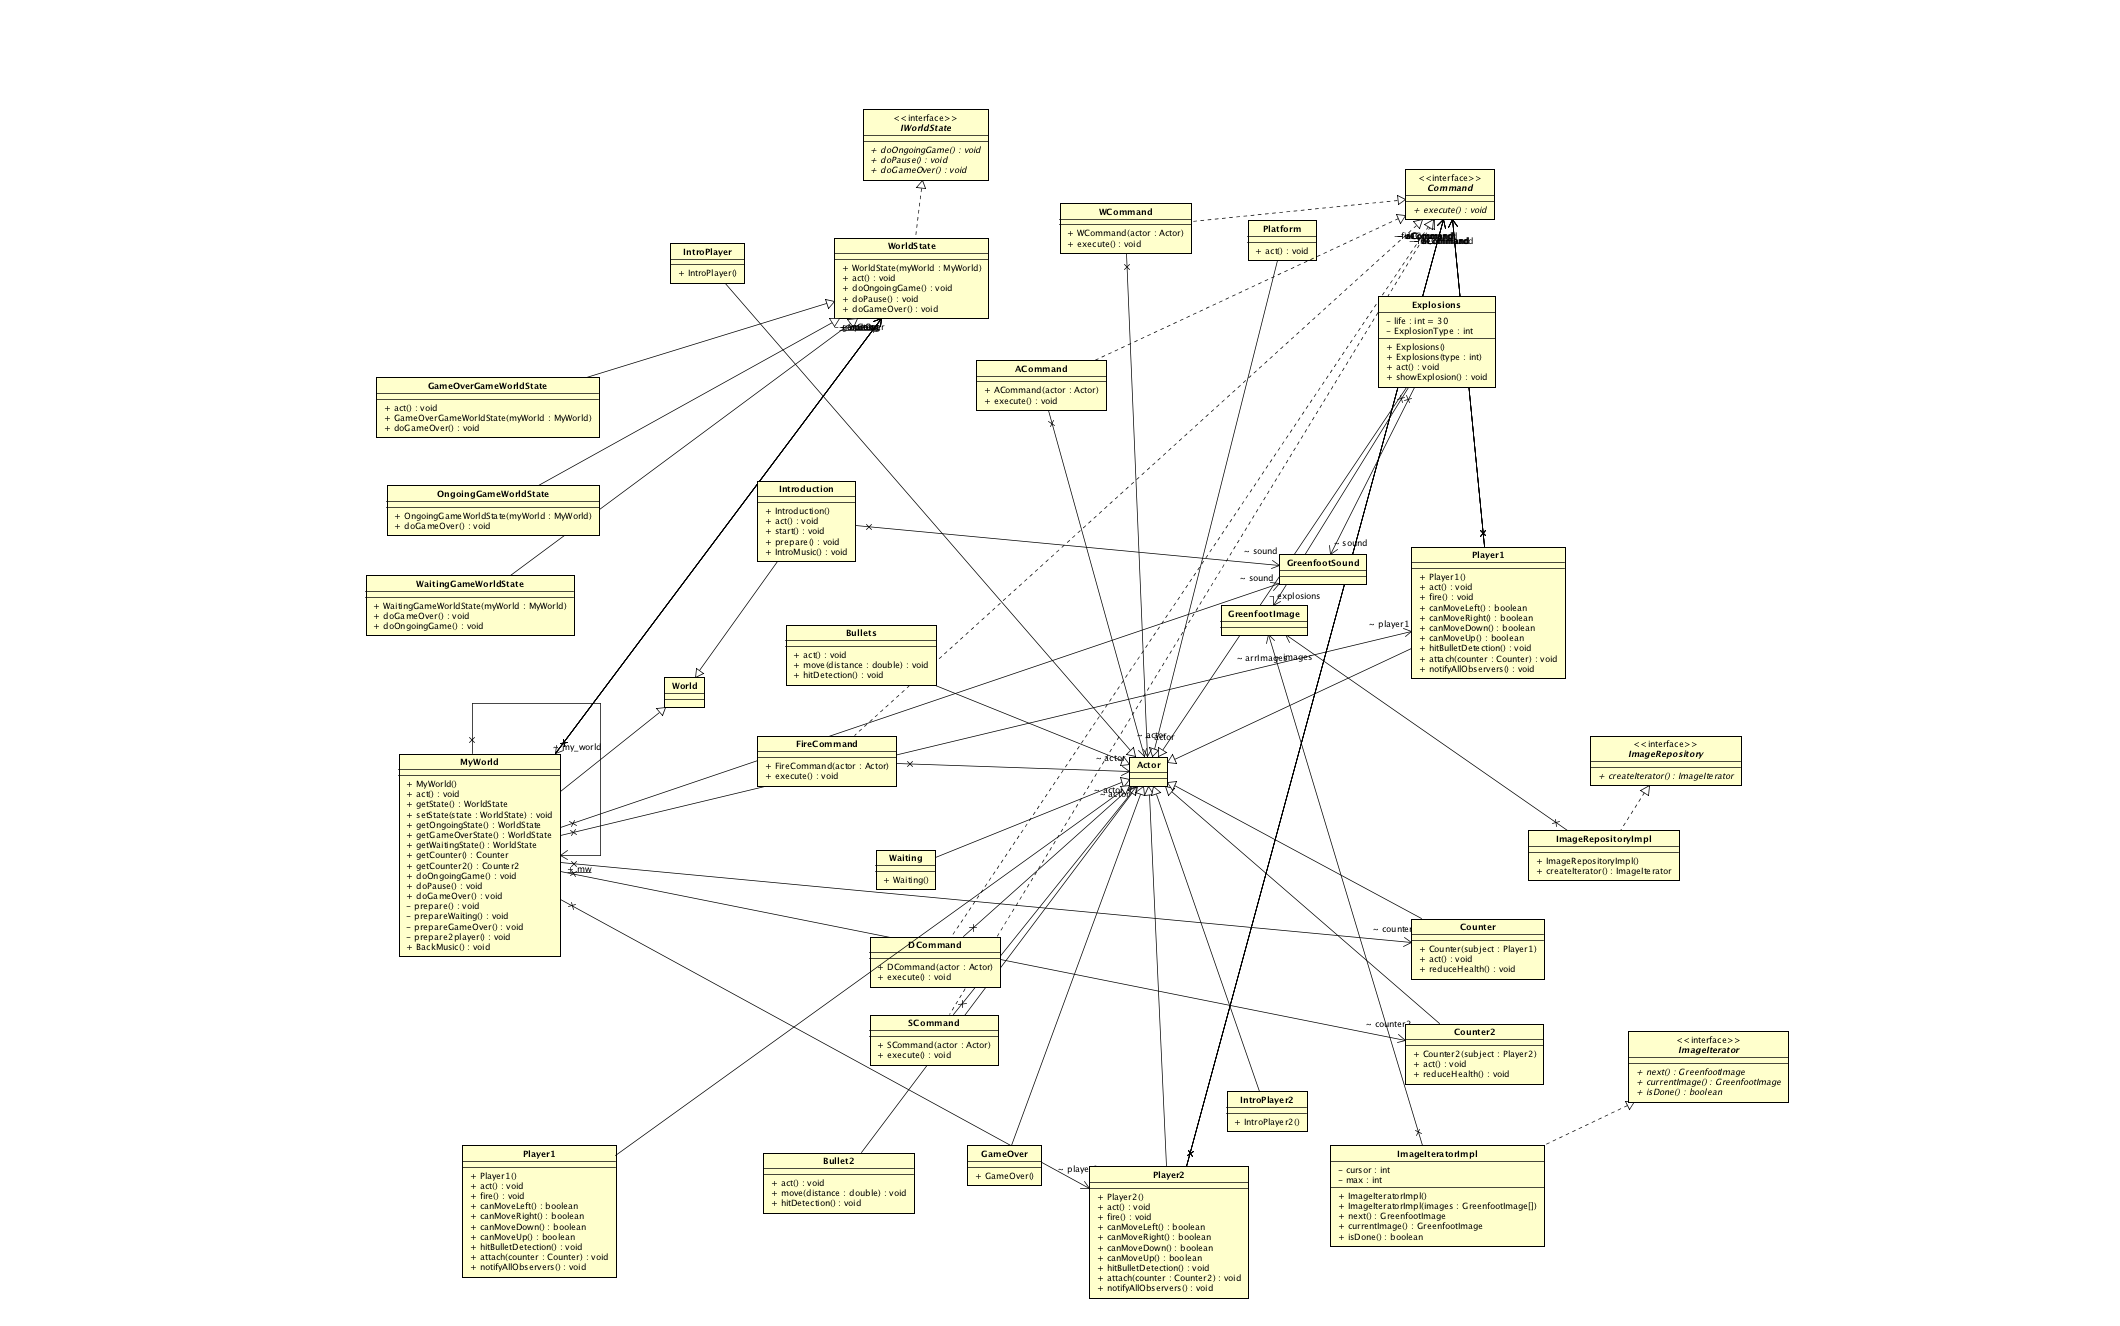 <<interface>>
IWorldState
+ doOngoingGame() : void
+ doPause() : void
+ doGameOver() : void
<<interface>>
Command
+ execute() : void
WCommand
+ WCommand(actor : Actor)
+ execute() : void
Platform
+ act() : void
IntroPlayer
+ IntroPlayer()
WorldState
+ WorldState(myWorld : MyWorld)
+ act() : void
+ doOngoingGame() : void
+ doPause() : void
+ doGameOver() : void
Explosions
- life : int = 30
- ExplosionType : int
+ Explosions()
+ Explosions(type : int)
+ act() : void
+ showExplosion() : void
ACommand
+ ACommand(actor : Actor)
+ execute() : void
GameOverGameWorldState
+ act() : void
+ GameOverGameWorldState(myWorld : MyWorld)
+ doGameOver() : void
OngoingGameWorldState
+ OngoingGameWorldState(myWorld : MyWorld)
+ doGameOver() : void
Introduction
+ Introduction()
+ act() : void
+ start() : void
+ prepare() : void
+ IntroMusic() : void
~ sound
~ sound
GreenfootSound
~ sound
Player1
+ Player1()
+ act() : void
+ fire() : void
+ canMoveLeft() : boolean
+ canMoveRight() : boolean
+ canMoveDown() : boolean
+ canMoveUp() : boolean
+ hitBulletDetection() : void
+ attach(counter : Counter) : void
+ notifyAllObservers() : void
WaitingGameWorldState
+ WaitingGameWorldState(myWorld : MyWorld)
+ doGameOver() : void
+ doOngoingGame() : void
explosions
GreenfootImage
~ player1
~ arrImages
images
Bullets
+ act() : void
+ move(distance : double) : void
+ hitDetection() : void
World
FireCommand
+ FireCommand(actor : Actor)
+ execute() : void
~ actor
actor
~ actor
Actor
~ actor
~ actor
<<interface>>
ImageRepository
+ createIterator() : ImageIterator
+ my_world
MyWorld
+ MyWorld()
+ act() : void
+ getState() : WorldState
+ setState(state : WorldState) : void
+ getOngoingState() : WorldState
+ getGameOverState() : WorldState
+ getWaitingState() : WorldState
+ getCounter() : Counter
+ getCounter2() : Counter2
+ doOngoingGame() : void
+ doPause() : void
+ doGameOver() : void
- prepare() : void
- prepareWaiting() : void
- prepareGameOver() : void
- prepare2player() : void
+ BackMusic() : void
mw
ImageRepositoryImpl
+ ImageRepositoryImpl()
+ createIterator() : ImageIterator
Waiting
+ Waiting()
~ counter
Counter
+ Counter(subject : Player1)
+ act() : void
+ reduceHealth() : void
DCommand
+ DCommand(actor : Actor)
+ execute() : void
SCommand
+ SCommand(actor : Actor)
+ execute() : void
~ counter2
Counter2
+ Counter2(subject : Player2)
+ act() : void
+ reduceHealth() : void
<<interface>>
ImageIterator
+ next() : GreenfootImage
+ currentImage() : GreenfootImage
+ isDone() : boolean
IntroPlayer2
+ IntroPlayer2()
Player1
+ Player1()
+ act() : void
+ fire() : void
+ canMoveLeft() : boolean
+ canMoveRight() : boolean
+ canMoveDown() : boolean
+ canMoveUp() : boolean
+ hitBulletDetection() : void
+ attach(counter : Counter) : void
+ notifyAllObservers() : void
Bullet2
+ act() : void
+ move(distance : double) : void
+ hitDetection() : void
GameOver
+ GameOver()
Player2
+ Player2()
+ act() : void
+ fire() : void
+ canMoveLeft() : boolean
+ canMoveRight() : boolean
+ canMoveDown() : boolean
+ canMoveUp() : boolean
+ hitBulletDetection() : void
+ attach(counter : Counter2) : void
+ notifyAllObservers() : void
ImageIteratorImpl
- cursor : int
- max : int
+ ImageIteratorImpl()
+ ImageIteratorImpl(images : GreenfootImage[])
+ next() : GreenfootImage
+ currentImage() : GreenfootImage
+ isDone() : boolean